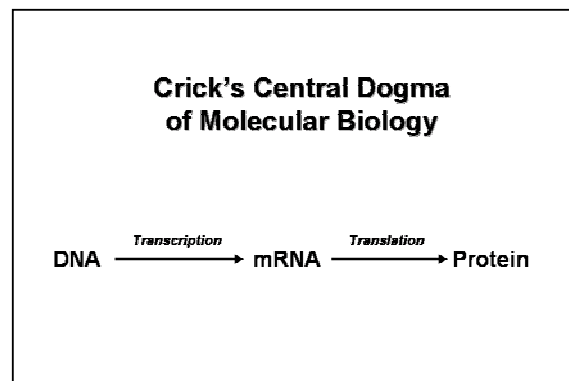 Crick's Central Dogma
of Molecular Biology
Transcription Translation
DNA mRNA Protein